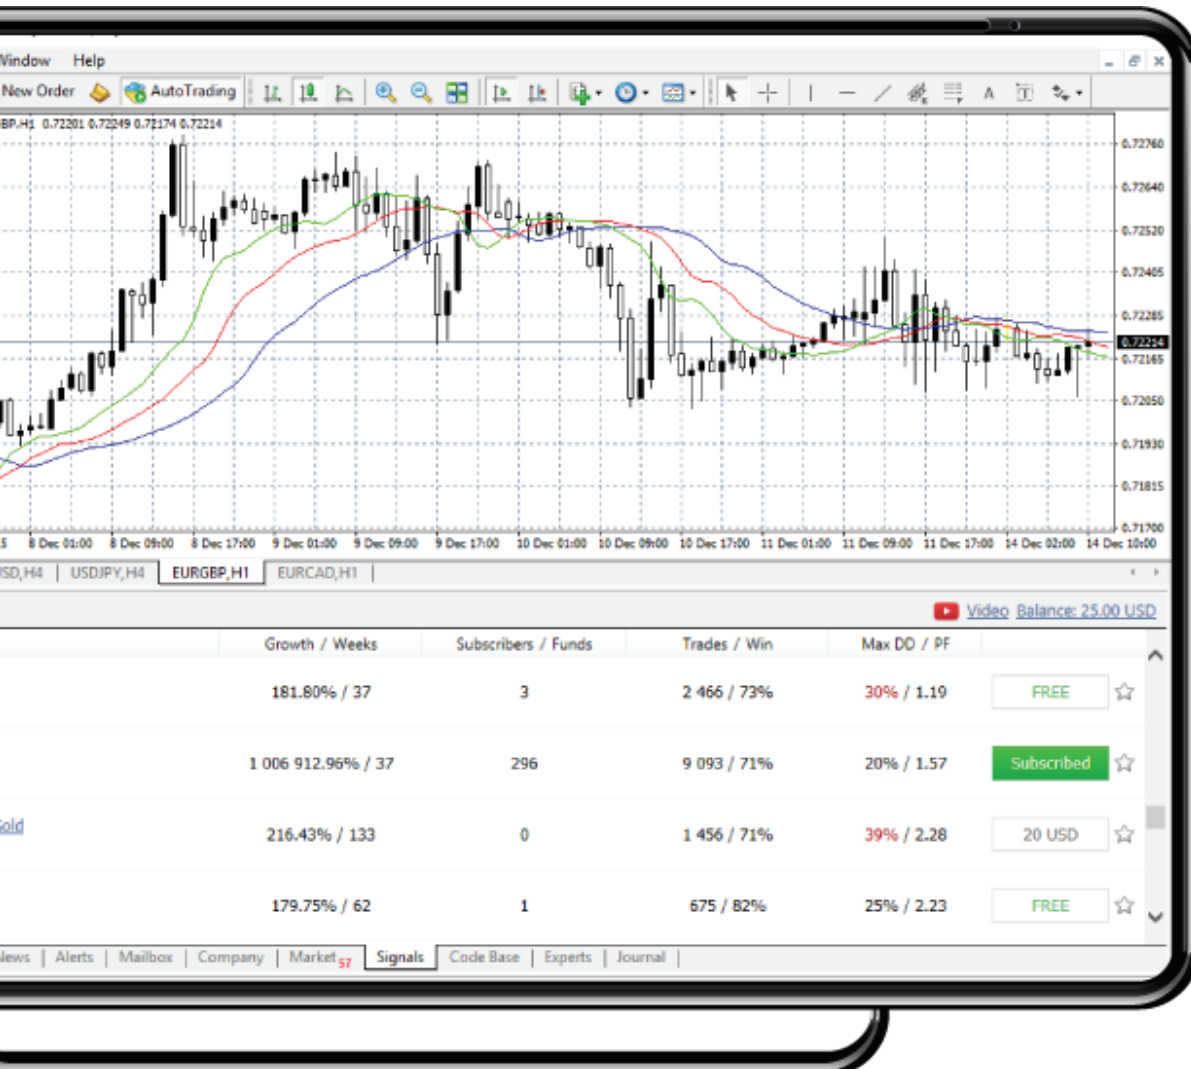 Window Help
New Order AutoTrading
BP,H1 0.72201 0.72249 0.72174 0.72214
0.72760
0.72640
0.72520
0.72405
0.72285
0.72214
0.72165
0.72050
0.71930
0.71815
0.71700
5 8 Dec 01:00 8 Dec 09:00 8 Dec 17:00 9 Dec 01:00 9 Dec 09:00 9 Dec 17:00 10 Dec 01:00 10 Dec 09:00 10 Dec 17:00 11 Dec 01:00 11 Dec 09:00 11 Dec 17:00 14 Dec 02:00 14 Dec 10:00
SD,H4 | USDJPY,H4 EURGBP,H1 EURCAD,H1 |
Video Balance: 25.00 USD
Growth / Weeks Subscribers / Funds Trades / Win Max DD / PF
181.80% / 37 3 2 466 / 73% 30% / 1.19 FREE
1 006 912.96% / 37 296 9 093 / 71% 20% / 1.57 Subscribed
Gold 216.43% / 133 0 1 456 / 71% 39% / 2.28 20 USD
179.75% / 62 1 675 / 82% 25% / 2.23 FREE
News | Alerts | Mailbox | Company | Market 57 Signals Code Base | Experts | Journal |